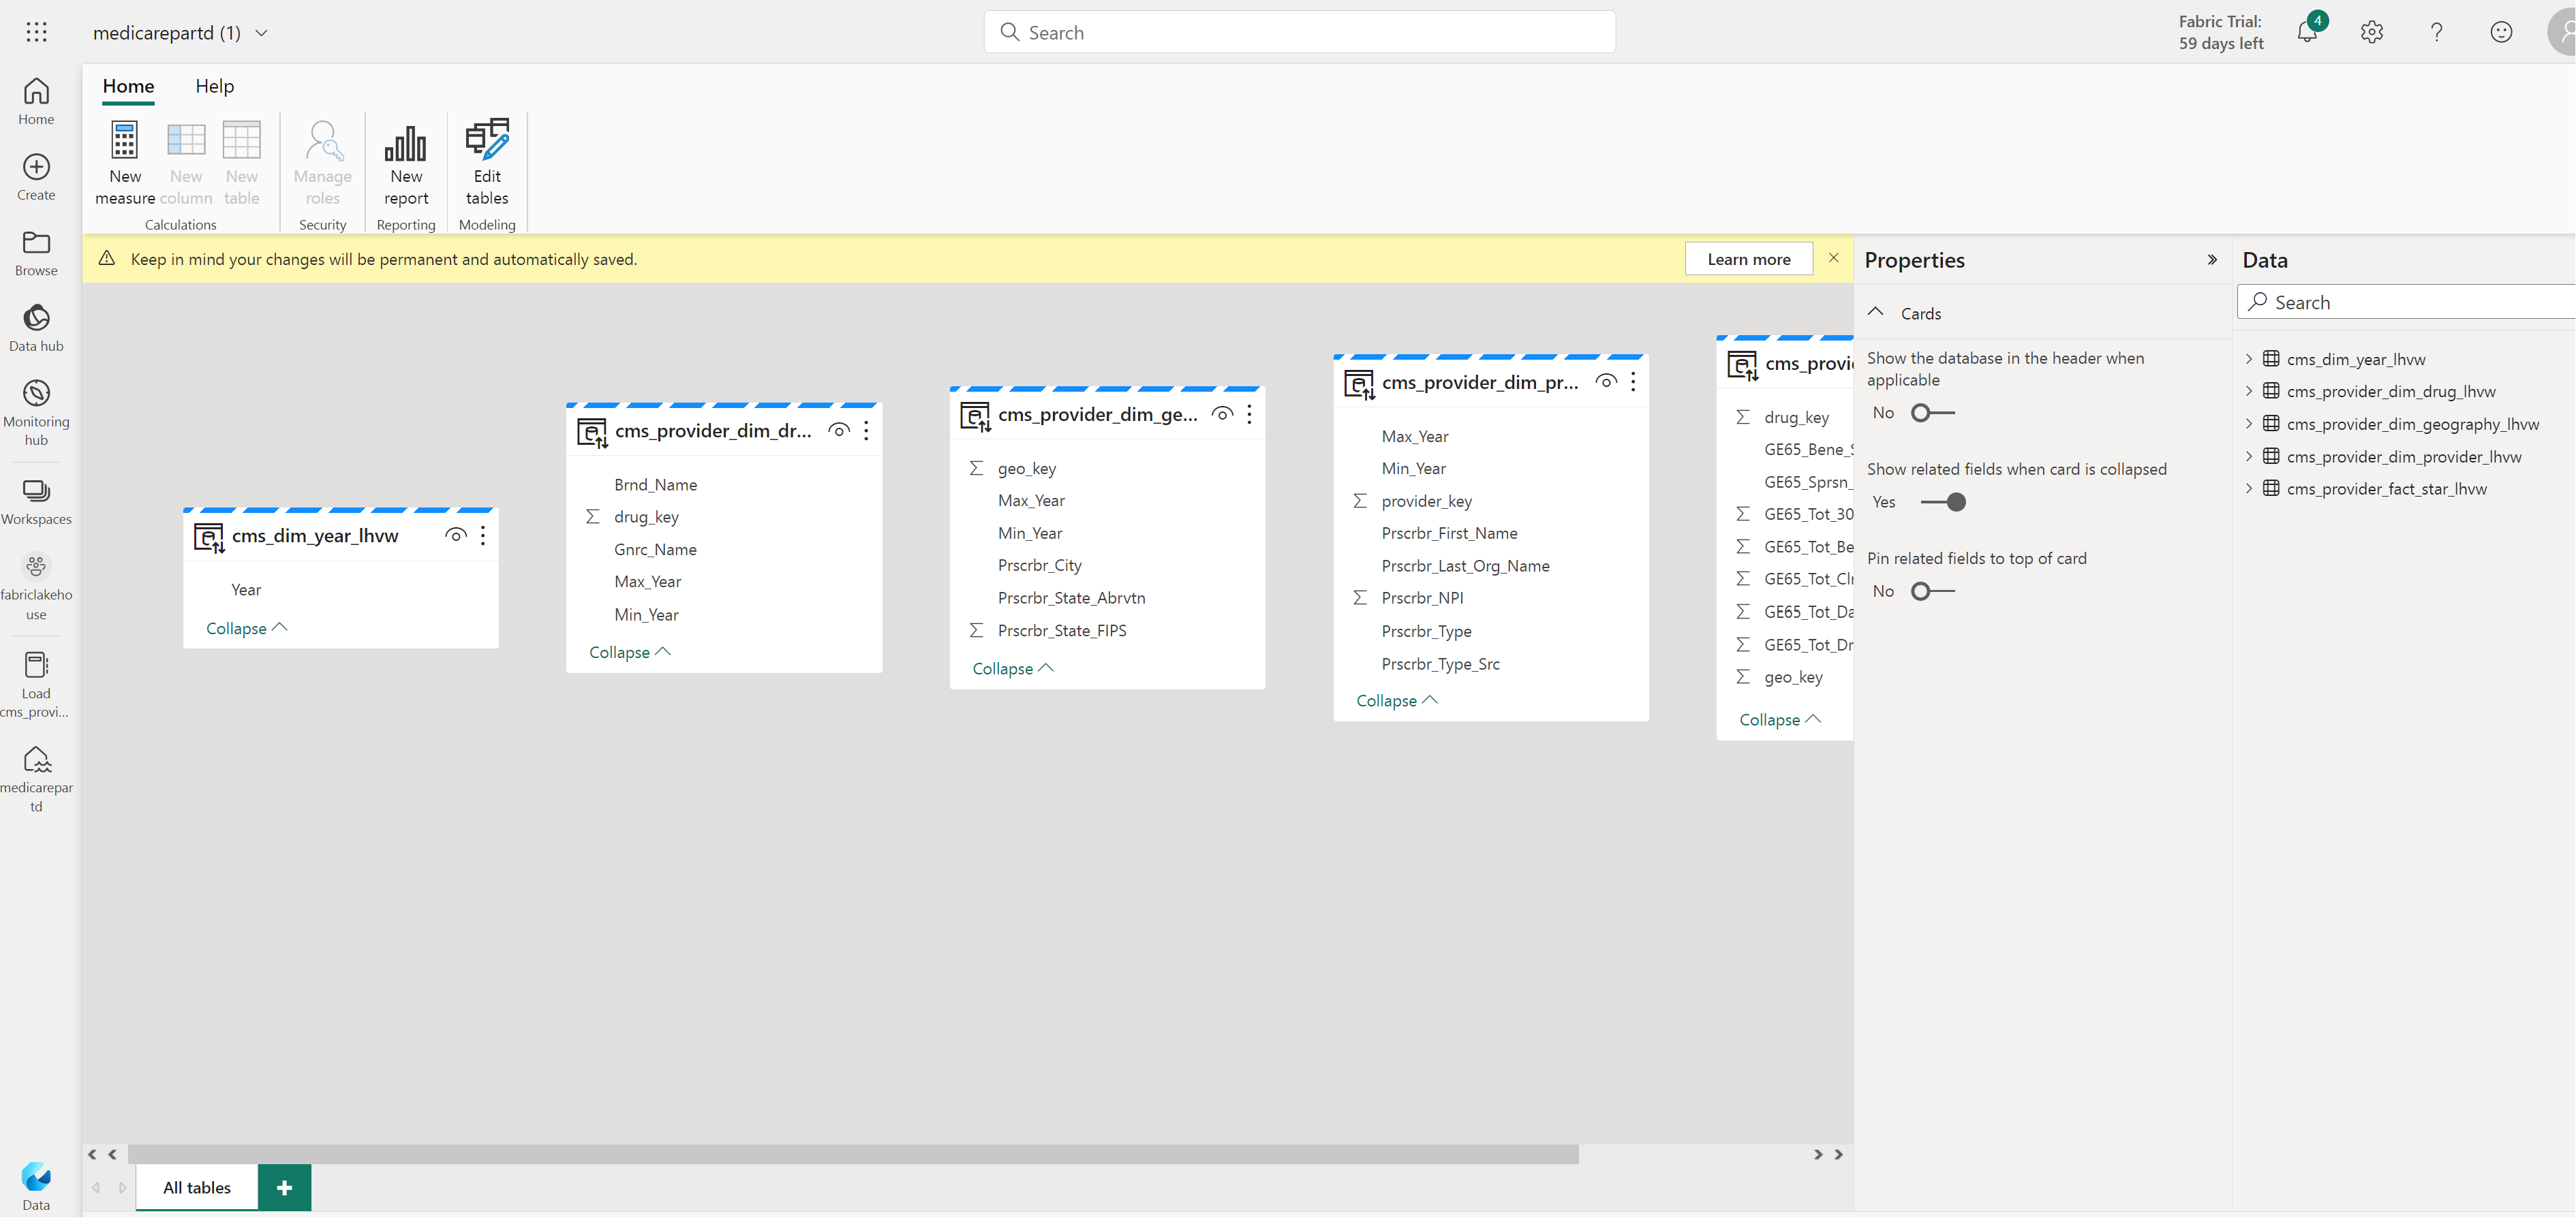 medicarepartd (1)
Search
Fabric Trial:
59 days left
4
Home
Create
Browse
Data hub
Monitoring
hub
Workspaces
fabriclakeho
use
Load
cms_provi...
medicarepar
td
Data
Home
Help
New
measure
New
column
New
table
Calculations
Manage
roles
Security
New
report
Reporting
Edit
tables
Modeling
Keep in mind your changes will be permanent and automatically saved.
Learn more
cms_dim_year_lhvw
Year
Collapse
cms_provider_dim_dr...
Brnd_Name
drug_key
Gnrc_Name
Max_Year
Min_Year
Collapse
cms_provider_dim_ge...
geo_key
Max_Year
Min_Year
Prscrbr_City
Prscrbr_State_Abrvtn
Prscrbr_State_FIPS
Collapse
cms_provider_dim_pr...
Max_Year
Min_Year
provider_key
Prscrbr_First_Name
Prscrbr_Last_Org_Name
Prscrbr_NPI
Prscrbr_Type
Prscrbr_Type_Src
Collapse
cms_provi
drug_key
GE65_Bene_S
GE65_Sprsn_
GE65_Tot_30
GE65_Tot_Be
GE65_Tot_Clr
GE65_Tot_Da
GE65_Tot_Dr
geo_key
Collapse
All tables
Properties
Cards
Show the database in the header when
applicable
No
Show related fields when card is collapsed
Yes
Pin related fields to top of card
No
Data
Search
cms_dim_year_lhvw
cms_provider_dim_drug_lhvw
cms_provider_dim_geography_lhvw
cms_provider_dim_provider_lhvw
cms_provider_fact_star_lhvw